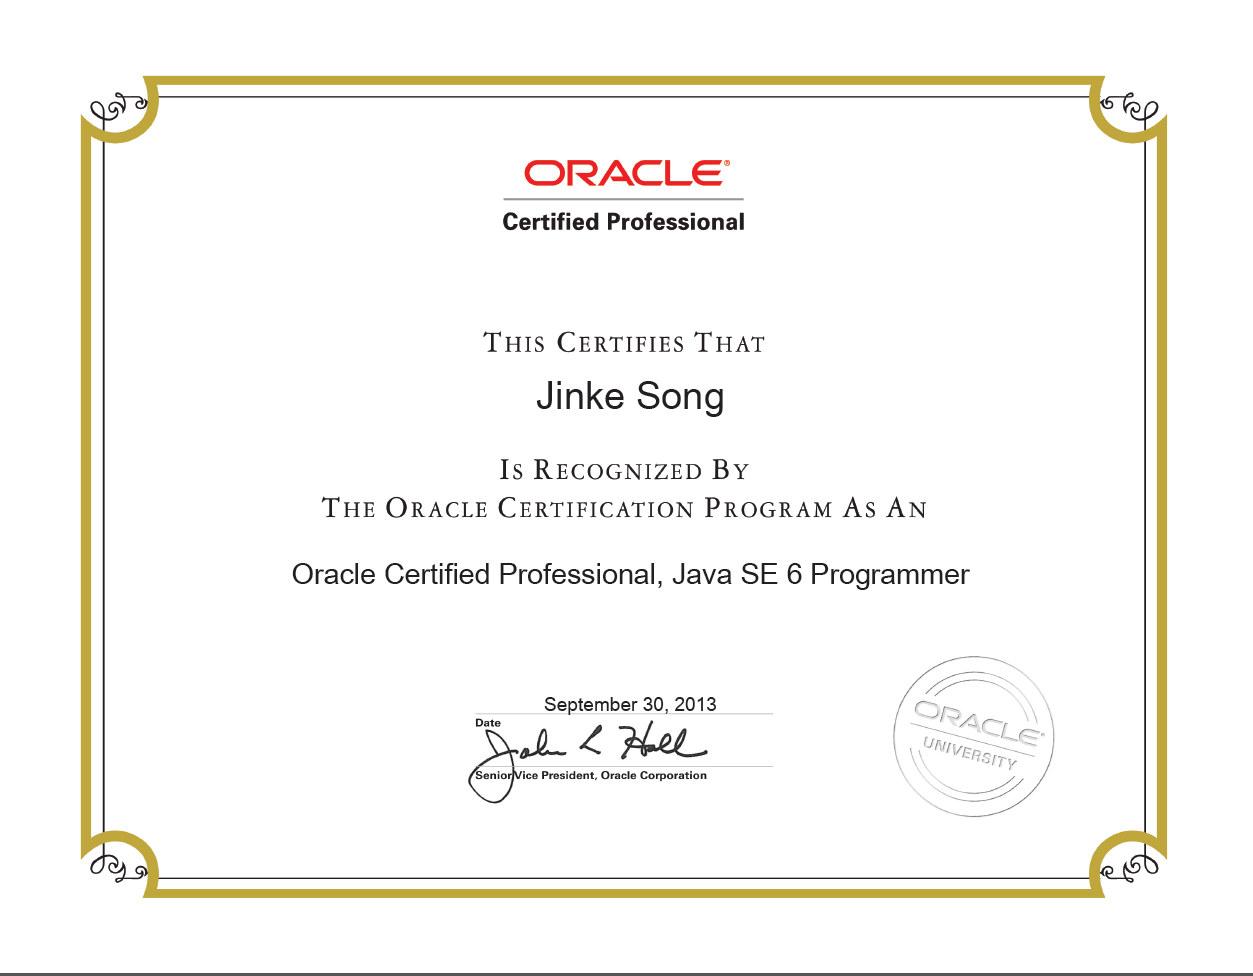 ORACLE®
Certified Professional
THIS CERTIFIES THAT
Jinke Song
IS RECOGNIZED BY
THE ORACLE CERTIFICATION PROGRAM AS AN
Oracle Certified Professional, Java SE 6 Programmer
September 30, 2013
Date
John L Hall
Senior Vice President, Oracle Corporation
ORACLE®
UNIVERSITY